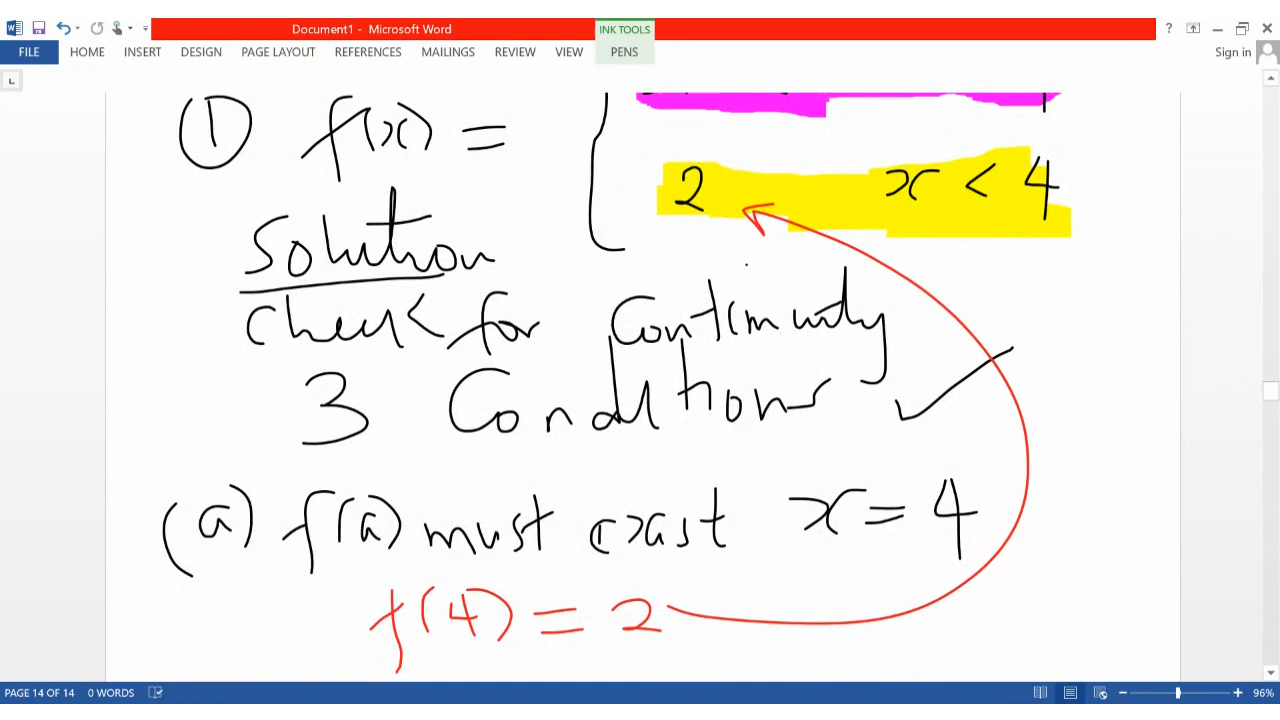 Document1 - Microsoft Word
INK TOOLS
FILE HOME INSERT DESIGN PAGE LAYOUT REFERENCES MAILINGS REVIEW VIEW PENS
Sign in
① f(x) =
2 x < 4
Solution
Check for Continuity
3 Conditions ✓
(a) f(a) must exist x = 4
f(4) = 2
PAGE 14 OF 14 0 WORDS
96%